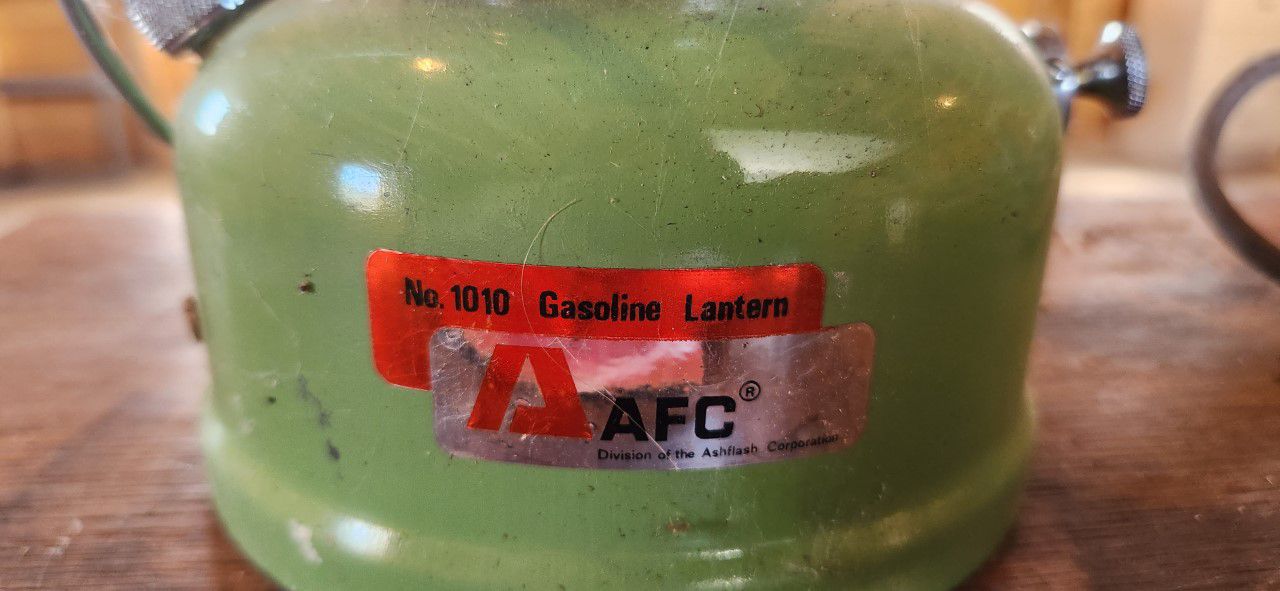 No. 1010 Gasoline Lantern
AFC®
Division of the Ashflash Corporation